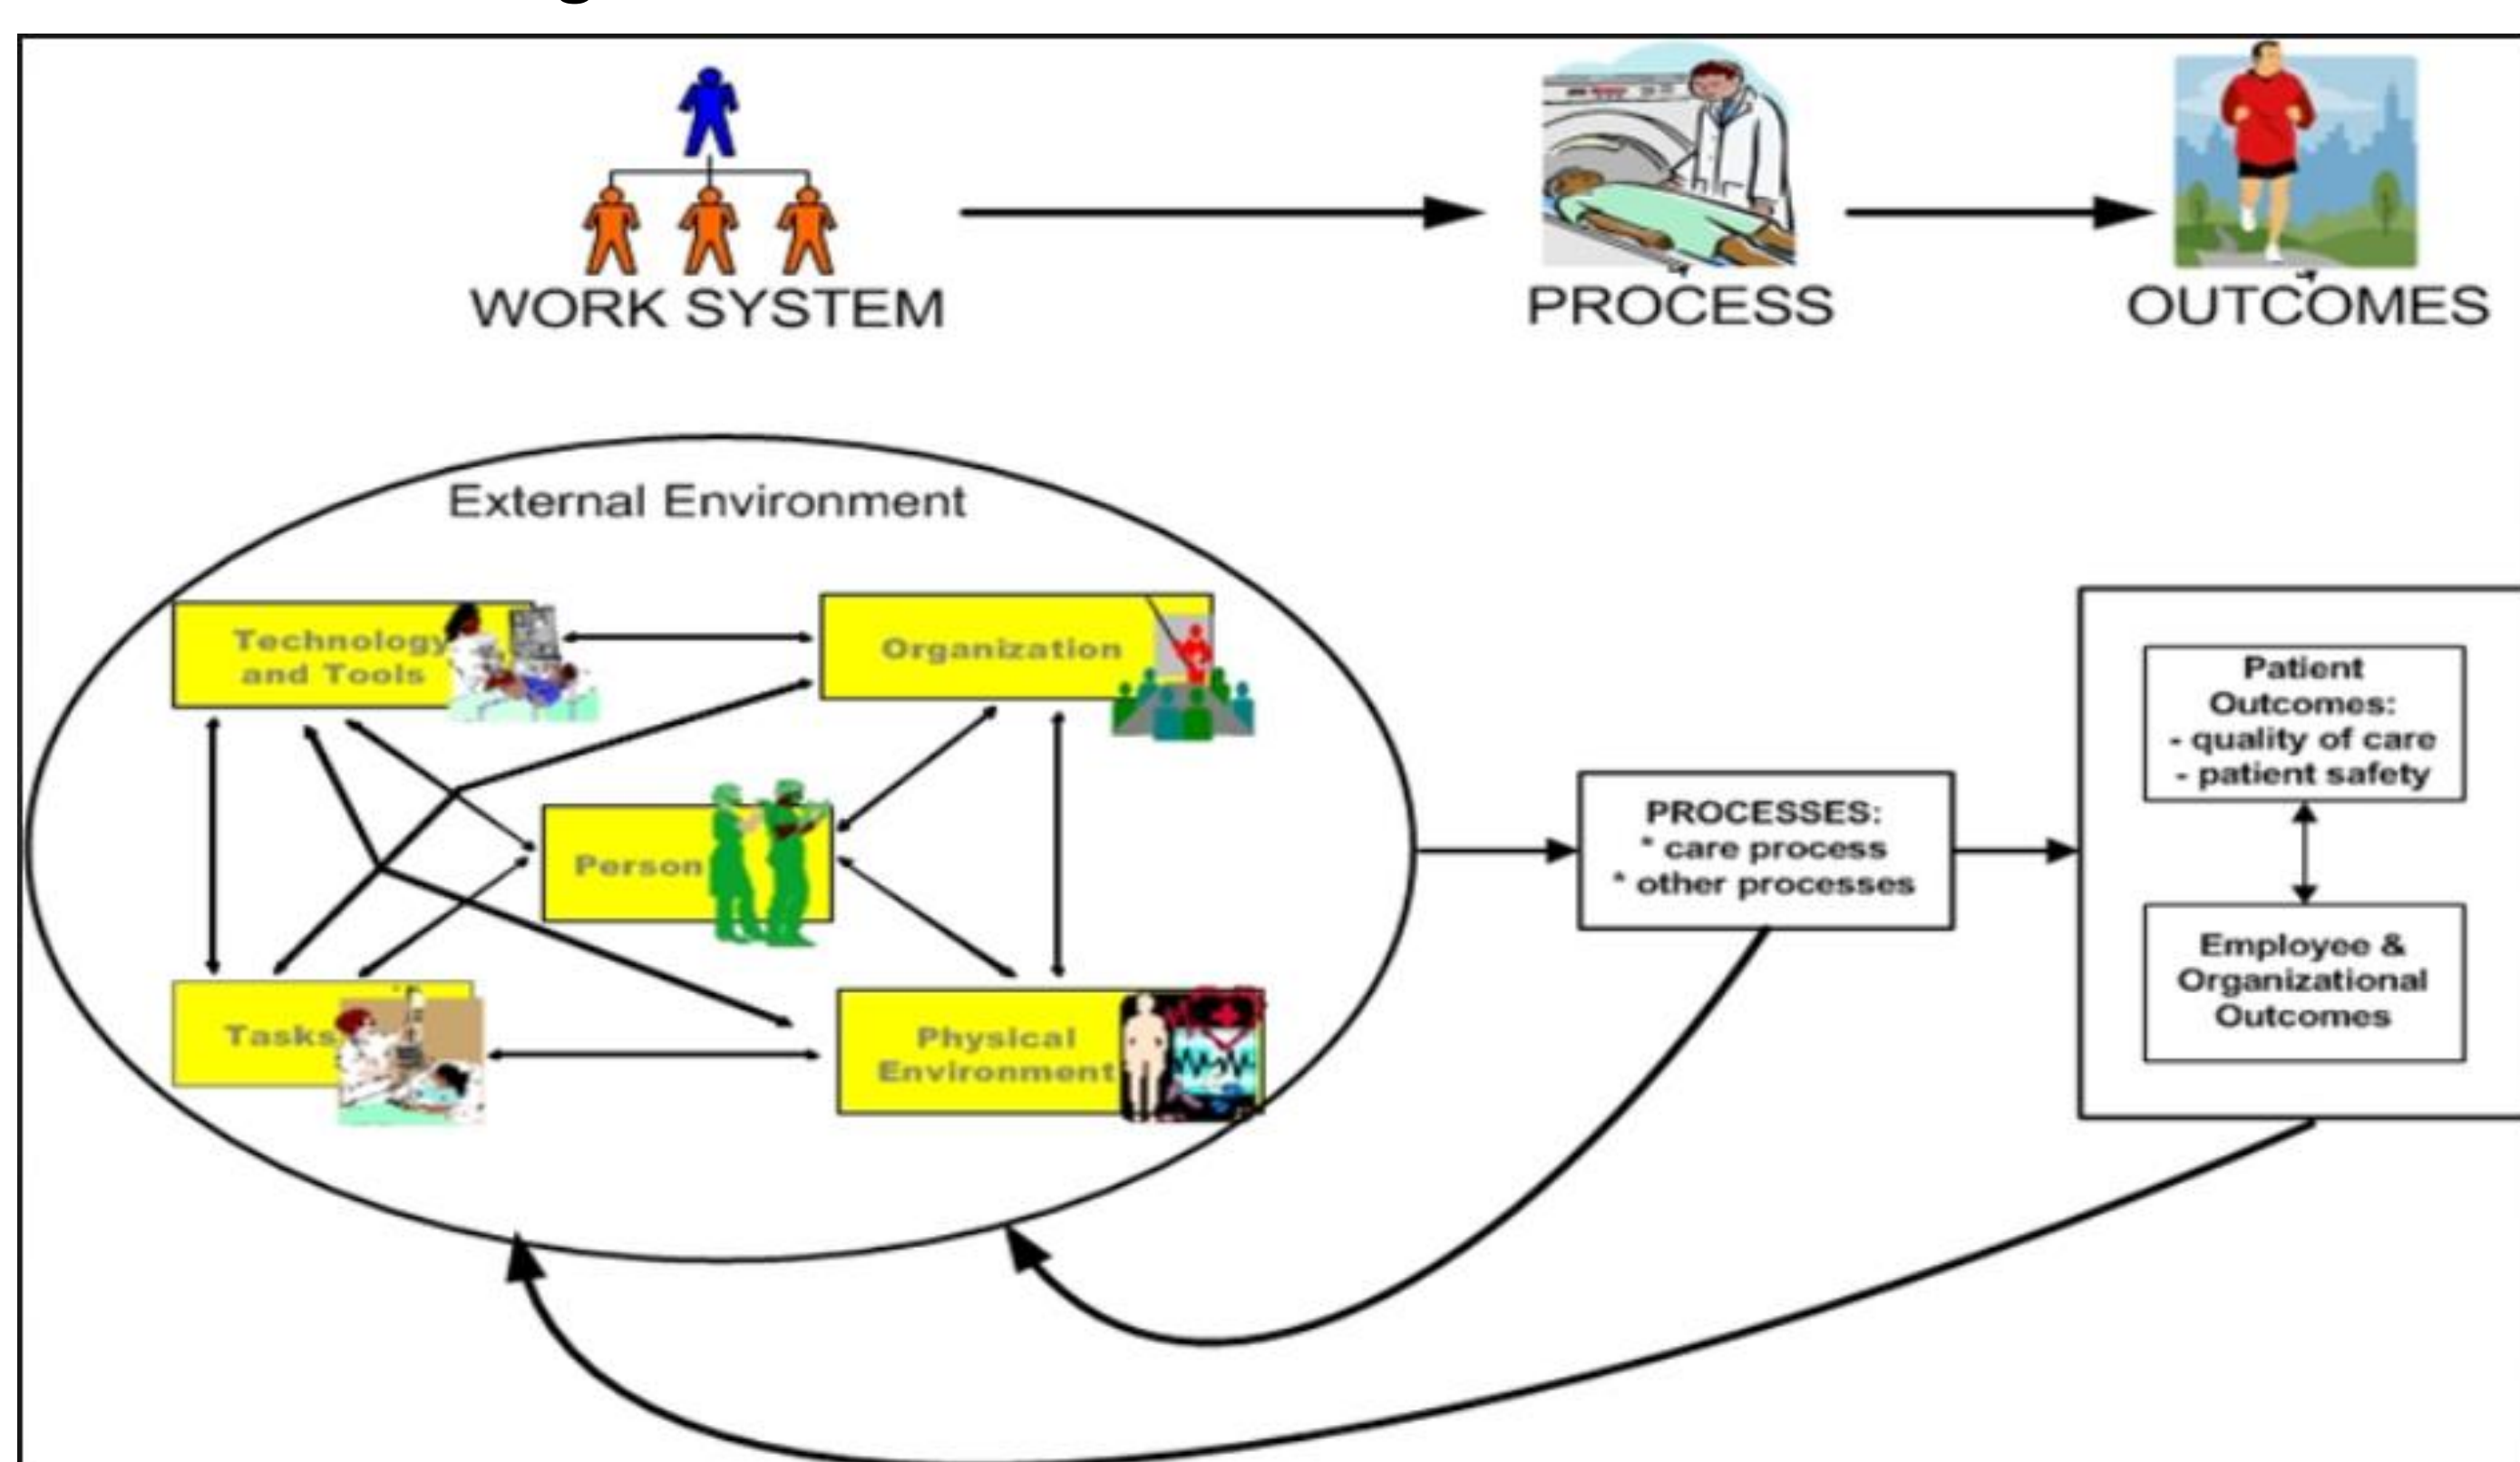 WORK SYSTEM
PROCESS
OUTCOMES
External Environment
Technology
and Tools
Organization
Person
Tasks
Physical
Environment
PROCESSES:
* care process
* other processes
Patient
Outcomes:
- quality of care
- patient safety
Employee &
Organizational
Outcomes